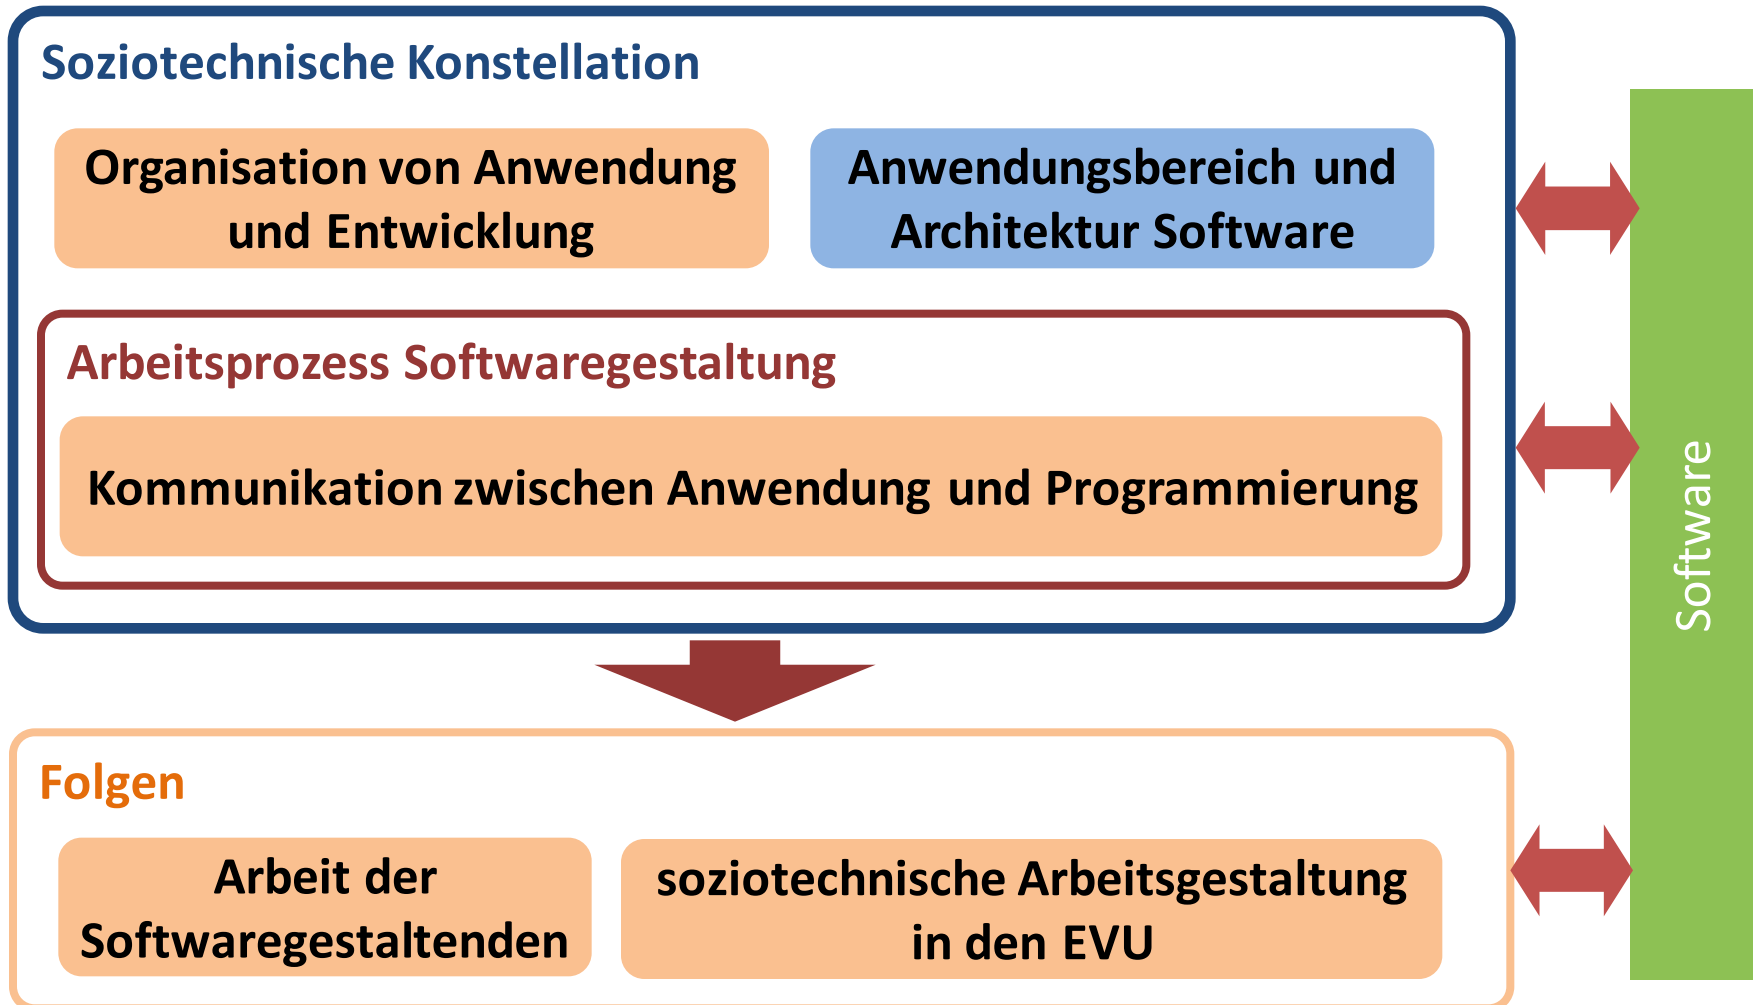 Soziotechnische Konstellation
Organisation von Anwendung
und Entwicklung
Anwendungsbereich und
Architektur Software
Arbeitsprozess Softwaregestaltung
Kommunikation zwischen Anwendung und Programmierung
Software
Folgen
Arbeit der
Softwaregestaltenden
soziotechnische Arbeitsgestaltung
in den EVU